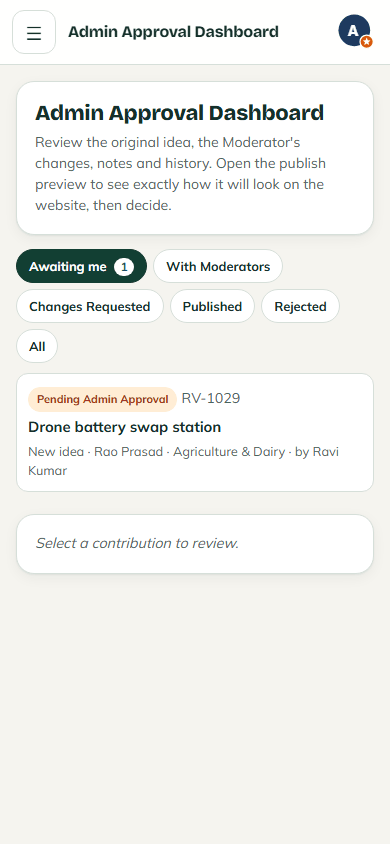 ☰ Admin Approval Dashboard A
Admin Approval Dashboard
Review the original idea, the Moderator's
changes, notes and history. Open the publish
preview to see exactly how it will look on the
website, then decide.
Awaiting me 1 With Moderators
Changes Requested Published Rejected
All
Pending Admin Approval RV-1029
Drone battery swap station
New idea · Rao Prasad · Agriculture & Dairy · by Ravi
Kumar
Select a contribution to review.